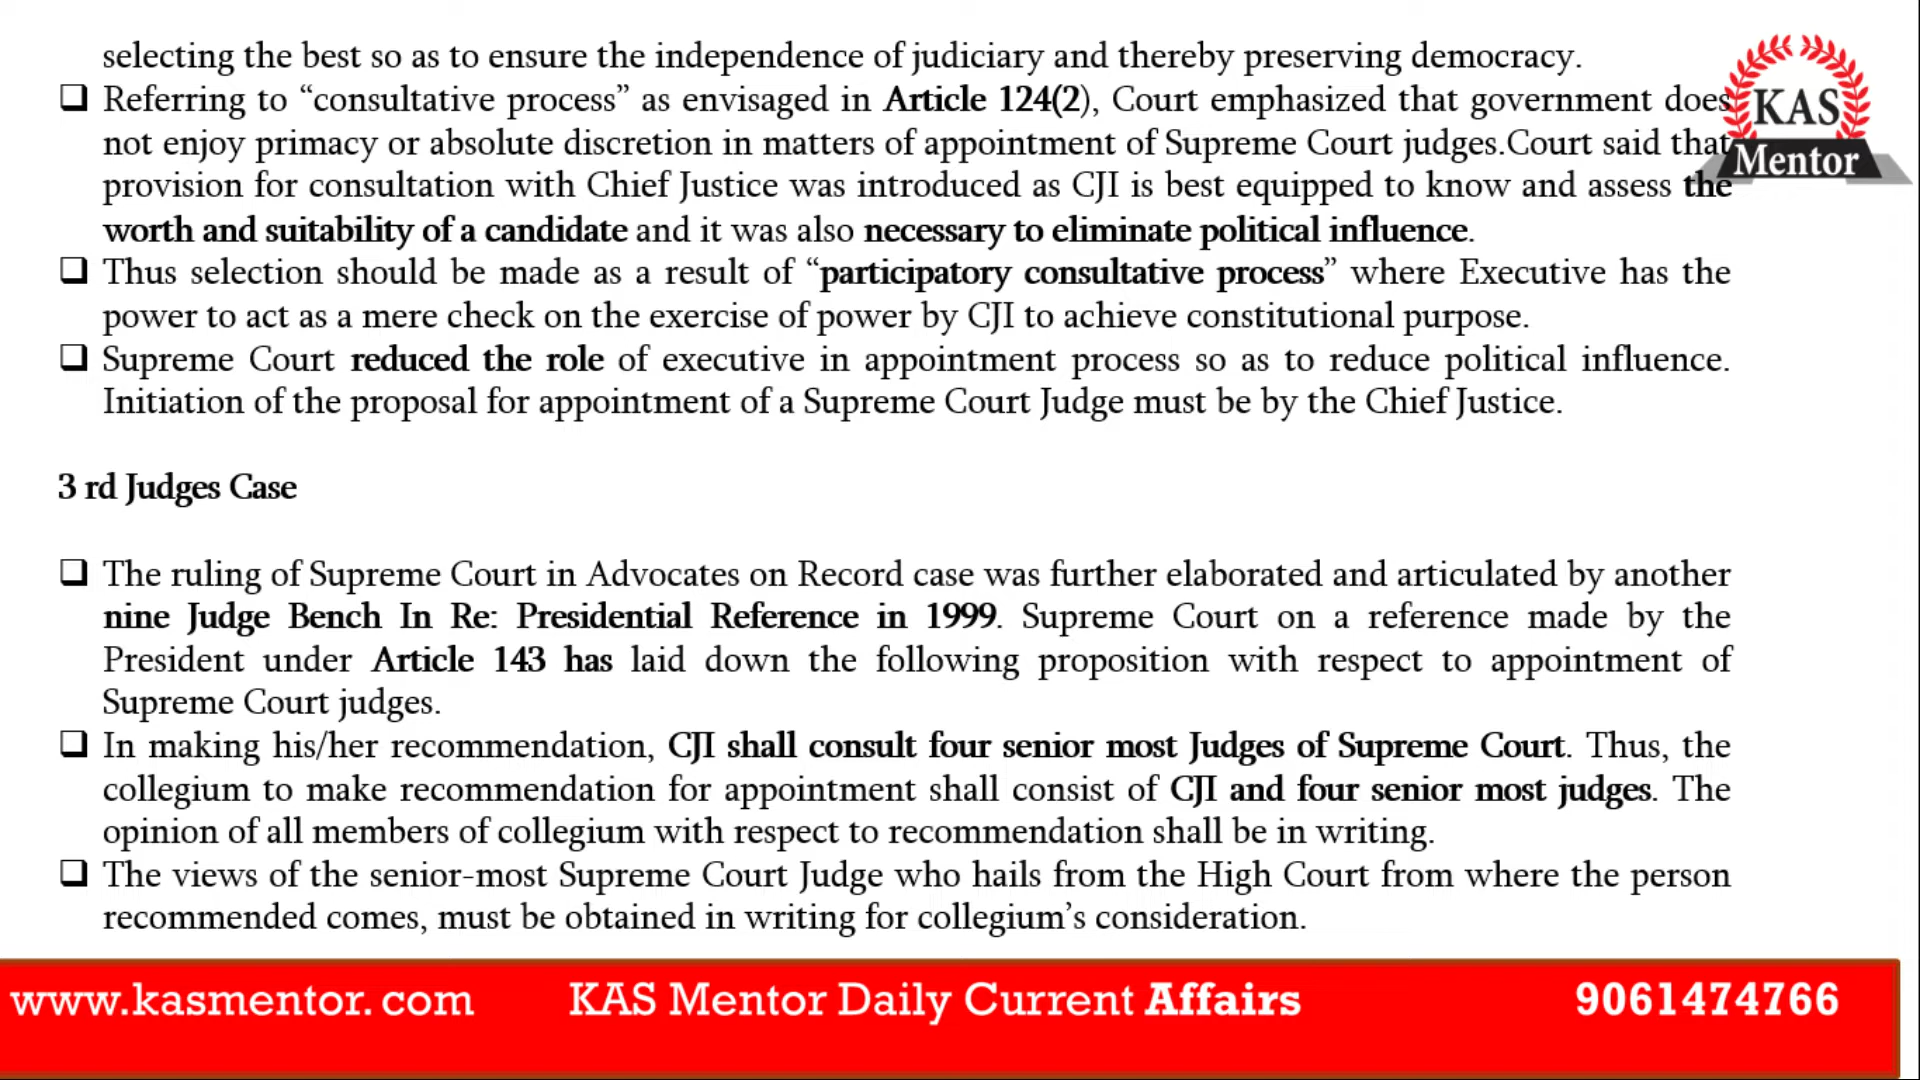 selecting the best so as to ensure the independence of judiciary and thereby preserving democracy.
❑ Referring to “consultative process” as envisaged in Article 124(2), Court emphasized that government does
not enjoy primacy or absolute discretion in matters of appointment of Supreme Court judges.Court said that
provision for consultation with Chief Justice was introduced as CJI is best equipped to know and assess the
worth and suitability of a candidate and it was also necessary to eliminate political influence.
❑ Thus selection should be made as a result of “participatory consultative process” where Executive has the
power to act as a mere check on the exercise of power by CJI to achieve constitutional purpose.
❑ Supreme Court reduced the role of executive in appointment process so as to reduce political influence.
Initiation of the proposal for appointment of a Supreme Court Judge must be by the Chief Justice.
3 rd Judges Case
❑ The ruling of Supreme Court in Advocates on Record case was further elaborated and articulated by another
nine Judge Bench In Re: Presidential Reference in 1999. Supreme Court on a reference made by the
President under Article 143 has laid down the following proposition with respect to appointment of
Supreme Court judges.
❑ In making his/her recommendation, CJI shall consult four senior most Judges of Supreme Court. Thus, the
collegium to make recommendation for appointment shall consist of CJI and four senior most judges. The
opinion of all members of collegium with respect to recommendation shall be in writing.
❑ The views of the senior-most Supreme Court Judge who hails from the High Court from where the person
recommended comes, must be obtained in writing for collegium’s consideration.
KAS
Mentor
www.kasmentor. com KAS Mentor Daily Current Affairs 9061474766